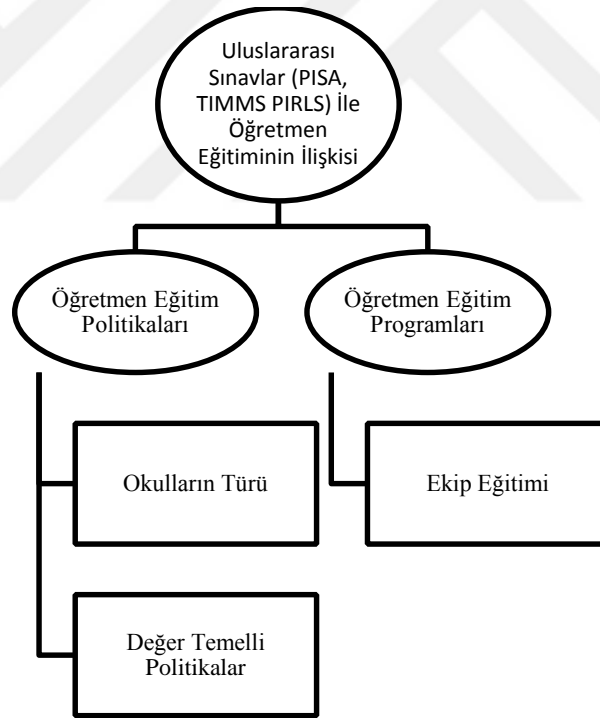 Uluslararası
Sınavlar (PISA,
TIMMS PIRLS) İle
Öğretmen
Eğitiminin İlişkisi
Öğretmen Eğitim
Politikaları
Öğretmen Eğitim
Programları
Okulların Türü
Ekip Eğitimi
Değer Temelli
Politikalar